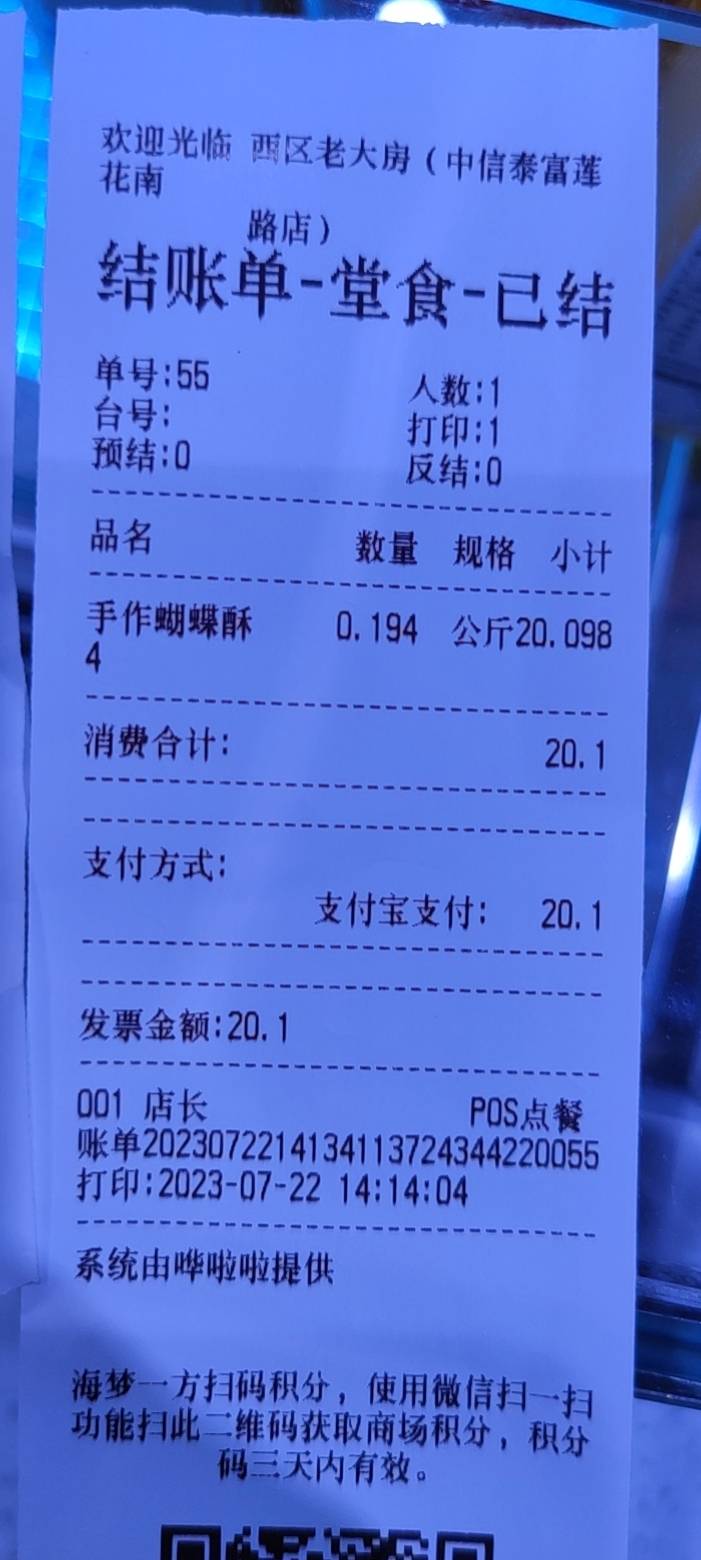 欢迎光临 西区老大房(中信泰富莲
花南
路店)
结账单-堂食-已结
单号:55 人数:1
台号: 打印:1
预结:0 反结:0
品名 数量 规格 小计
手作蝴蝶酥 0.194 公斤20.098
4
消费合计: 20.1
支付方式:
支付宝支付: 20.1
发票金额:20.1
001 店长 POS点餐
账单2023072214134113724344220055
打印:2023-07-22 14:14:04
系统由哗啦啦提供
海梦一方扫码积分,使用微信扫一扫
功能扫此二维码获取商场积分,积分
码三天内有效。